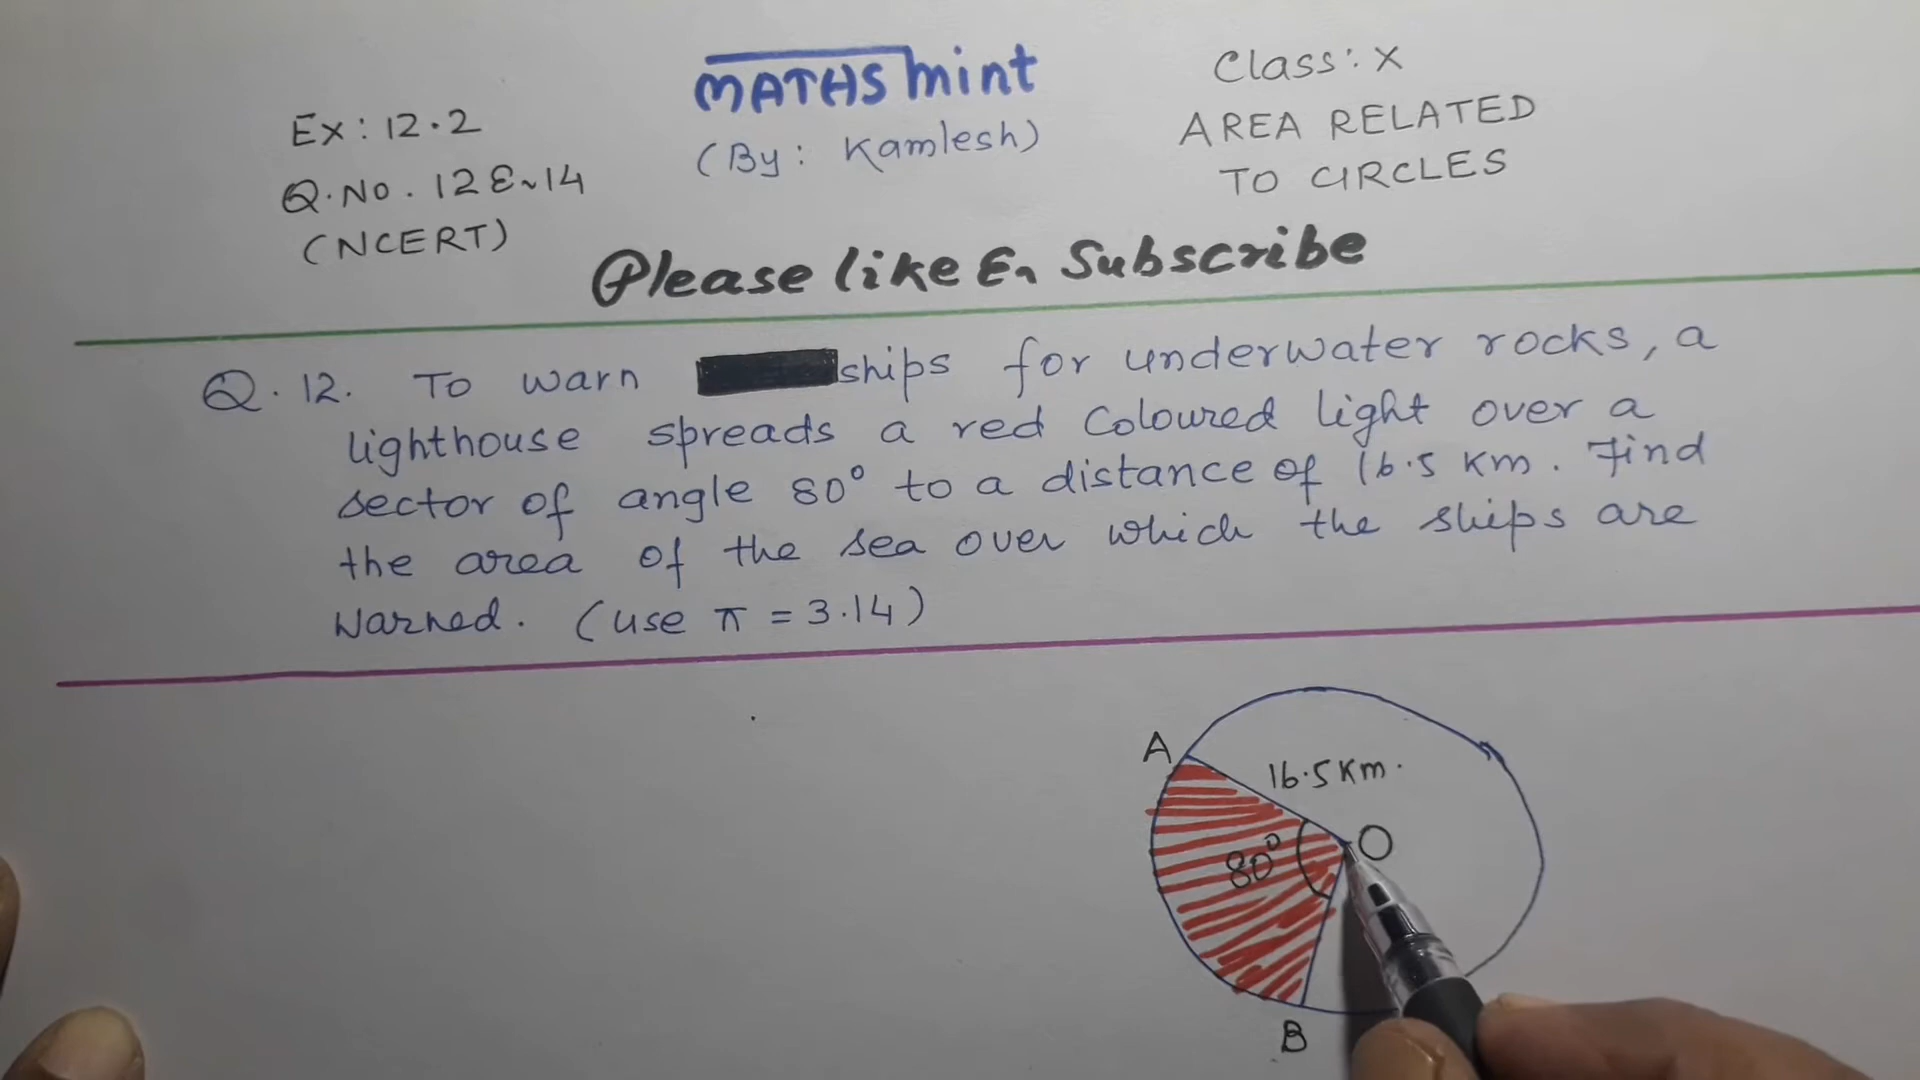 Ex: 12.2
Q.No. 12 & 14
(NCERT)
MATHS mint
(By: Kamlesh)
Class: X
AREA RELATED
TO CIRCLES
Please like & Subscribe
Q.12. To warn ships for underwater rocks, a
lighthouse spreads a red Coloured light over a
sector of angle 80° to a distance of 16.5 Km. Find
the area of the sea over which the ships are
warned. (use π = 3.14)
A
16.5 Km.
80°
O
B